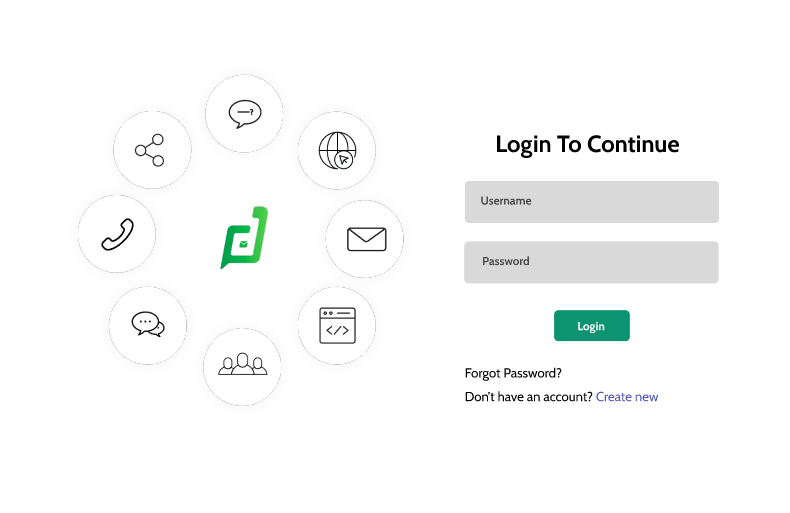 Login To Continue
Username
Password
Login
Forgot Password?
Don't have an account? Create new